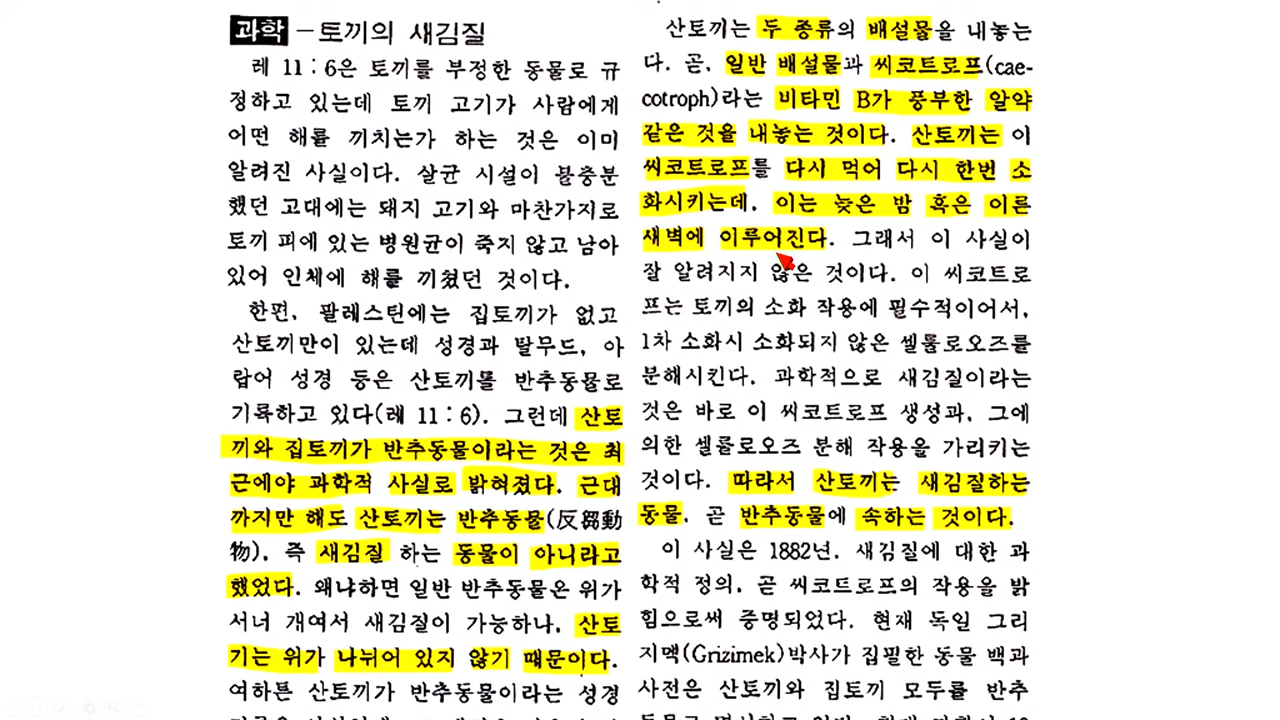 과학 – 토끼의 새김질
레 11 : 6은 토끼를 부정한 동물로 규
정하고 있는데 토끼 고기가 사람에게
어떤 해를 끼치는가 하는 것은 이미
알려진 사실이다. 살균 시설이 불충분
했던 고대에는 돼지 고기와 마찬가지로
토끼 피에 있는 병원균이 죽지 않고 남아
있어 인체에 해를 끼쳤던 것이다.
한편, 팔레스틴에는 집토끼가 없고
산토끼만이 있는데 성경과 탈무드, 아
랍어 성경 등은 산토끼를 반추동물로
기록하고 있다(레 11 : 6). 그런데 산토
끼와 집토끼가 반추동물이라는 것은 최
근에야 과학적 사실로 밝혀졌다. 근대
까지만 해도 산토끼는 반추동물(反芻動
物), 즉 새김질 하는 동물이 아니라고
했었다. 왜냐하면 일반 반추동물은 위가
서너 개여서 새김질이 가능하나, 산토
기는 위가 나뉘어 있지 않기 때문이다.
여하튼 산토끼가 반추동물이라는 성경
산토끼는 두 종류의 배설물을 내놓는
다. 곧, 일반 배설물과 씨코트로프(cae-
cotroph)라는 비타민 B가 풍부한 알약
같은 것을 내놓는 것이다. 산토끼는 이
씨코트로프를 다시 먹어 다시 한번 소
화시키는데, 이는 늦은 밤 혹은 이른
새벽에 이루어진다. 그래서 이 사실이
잘 알려지지 않은 것이다. 이 씨코트로
프는 토끼의 소화 작용에 필수적이어서,
1차 소화시 소화되지 않은 셀룰로오즈를
분해시킨다. 과학적으로 새김질이라는
것은 바로 이 씨코트로프 생성과, 그에
의한 셀룰로오즈 분해 작용을 가리키는
것이다. 따라서 산토끼는 새김질하는
동물, 곧 반추동물에 속하는 것이다.
이 사실은 1882년, 새김질에 대한 과
학적 정의, 곧 씨코트로프의 작용을 밝
힘으로써 증명되었다. 현재 독일 그리
지멕(Grizimek)박사가 집필한 동물 백과
사전은 산토끼와 집토끼 모두를 반추